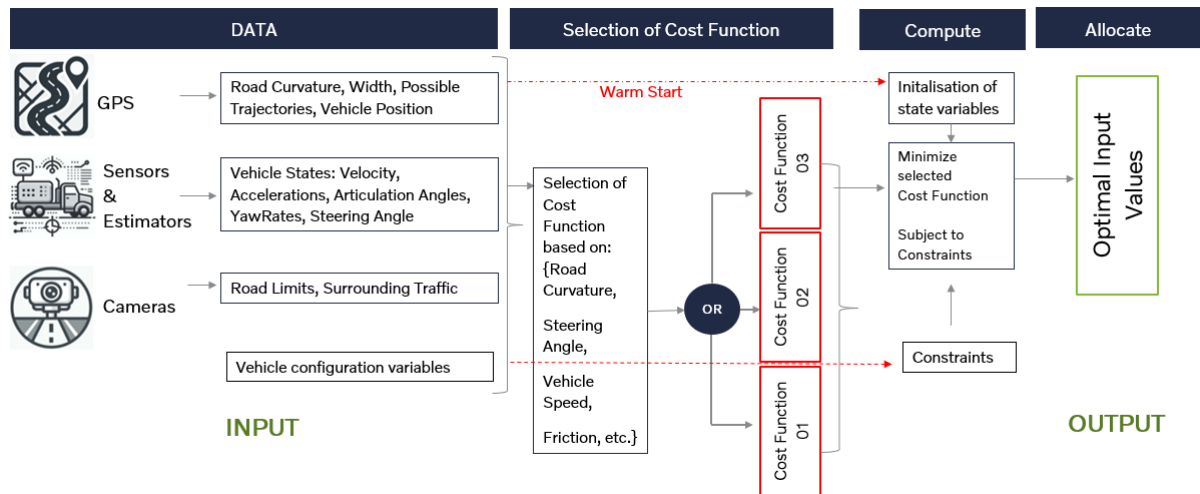 DATA
Selection of Cost Function
Compute
Allocate
GPS
Road Curvature, Width, Possible
Trajectories, Vehicle Position
Warm Start
Initalisation of
state variables
Sensors
&
Estimators
Vehicle States: Velocity,
Accelerations, Articulation Angles,
YawRates, Steering Angle
Cameras
Road Limits, Surrounding Traffic
Vehicle configuration variables
INPUT
Selection of
Cost
Function
based on:
{Road
Curvature,
Steering
Angle,
Vehicle
Speed,
Friction, etc.}
OR
Cost Function
03
Cost Function
02
Cost Function
01
Minimize
selected
Cost Function
Subject to
Constraints
Constraints
Optimal Input
Values
OUTPUT